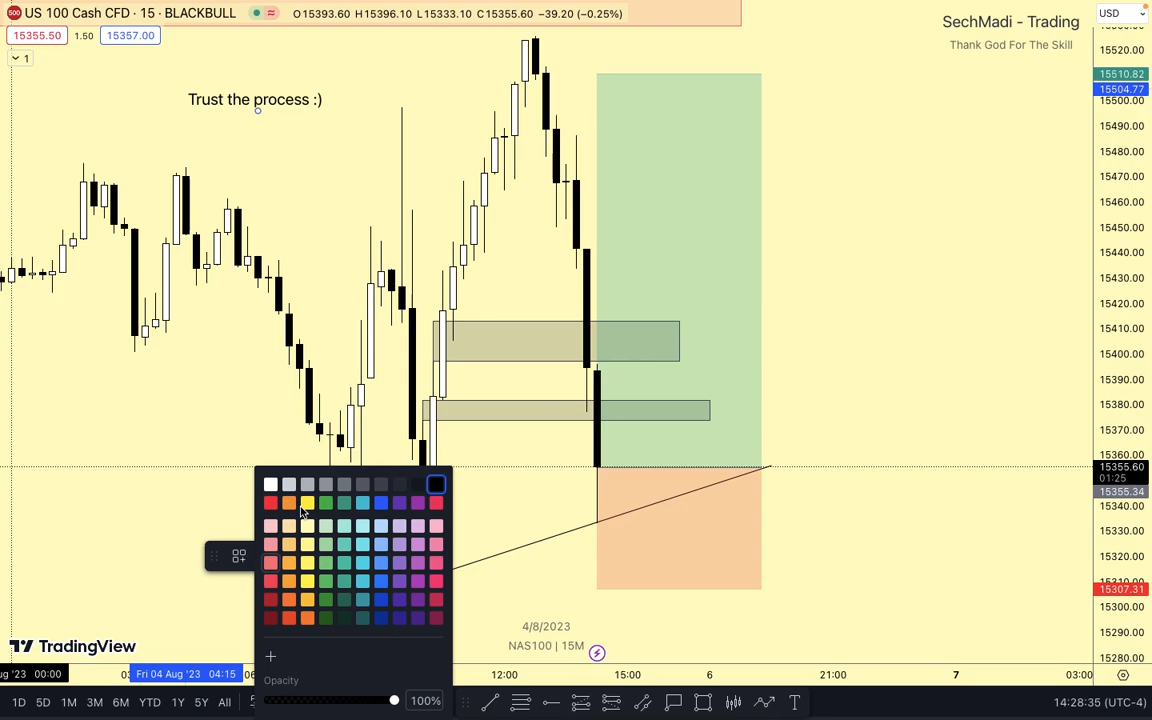 US 100 Cash CFD · 15 · BLACKBULL O15393.60 H15396.10 L15333.10 C15355.60 −39.20 (−0.25%)
15355.50 1.50 15357.00
1
SechMadi - Trading
Thank God For The Skill
USD
Trust the process :)
15520.00
15510.82
15504.77
15500.00
15490.00
15480.00
15470.00
15460.00
15450.00
15440.00
15430.00
15420.00
15410.00
15400.00
15390.00
15380.00
15370.00
15360.00
15355.60
01:25
15355.34
15340.00
15330.00
15320.00
15307.31
15300.00
15290.00
15280.00
4/8/2023
NAS100 | 15M
TradingView
'23 00:00 Fri 04 Aug '23 04:15 12:00 15:00 6 21:00 7 03:00
Opacity
100%
1D 5D 1M 3M 6M YTD 1Y 5Y All
14:28:35 (UTC-4)